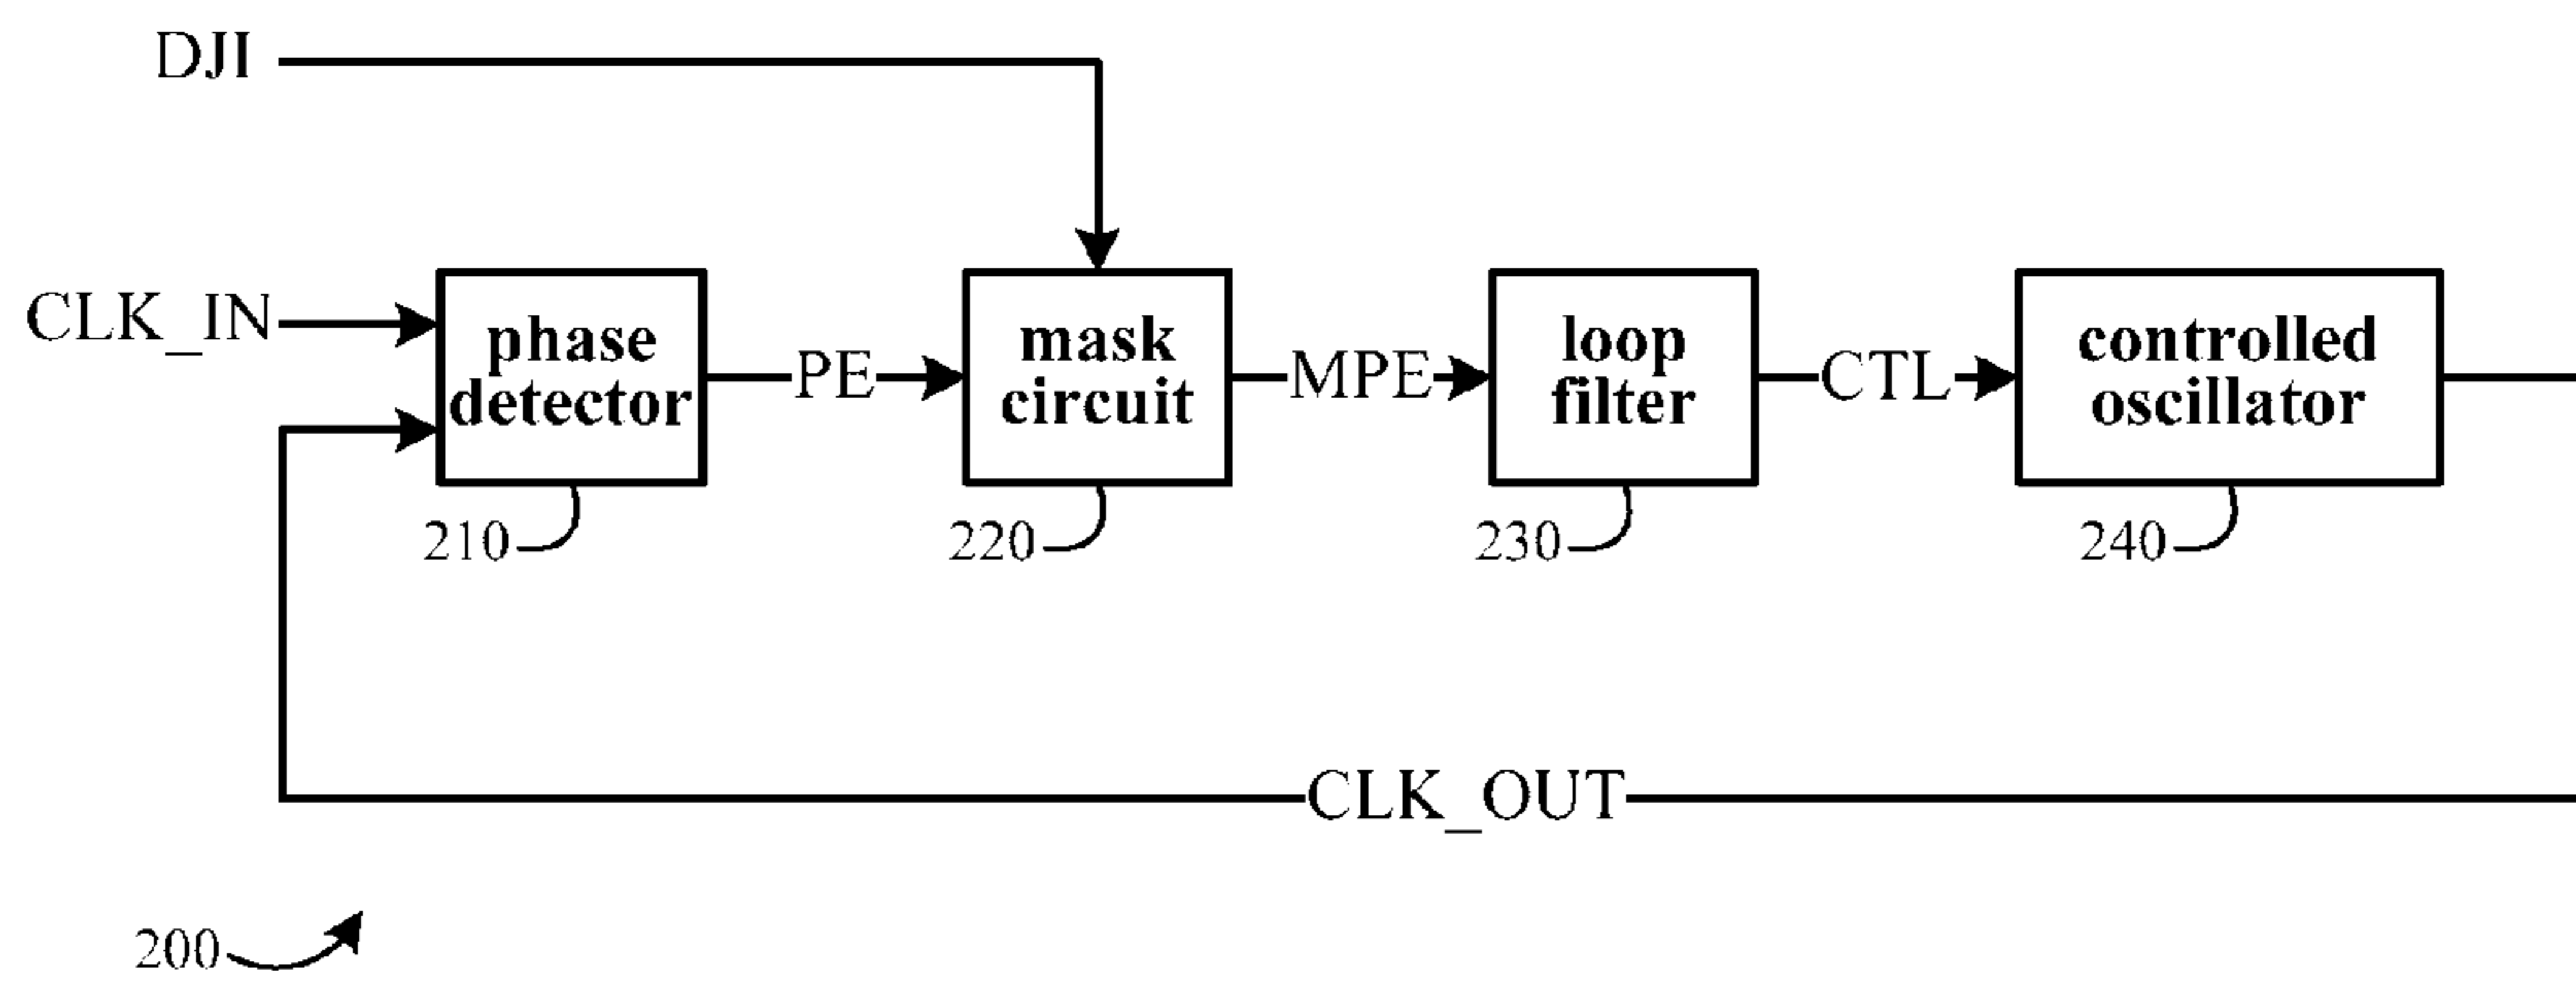 DJI
CLK_IN
phase
detector
PE
mask
circuit
MPE
loop
filter
CTL
controlled
oscillator
210
220
230
240
CLK_OUT
200